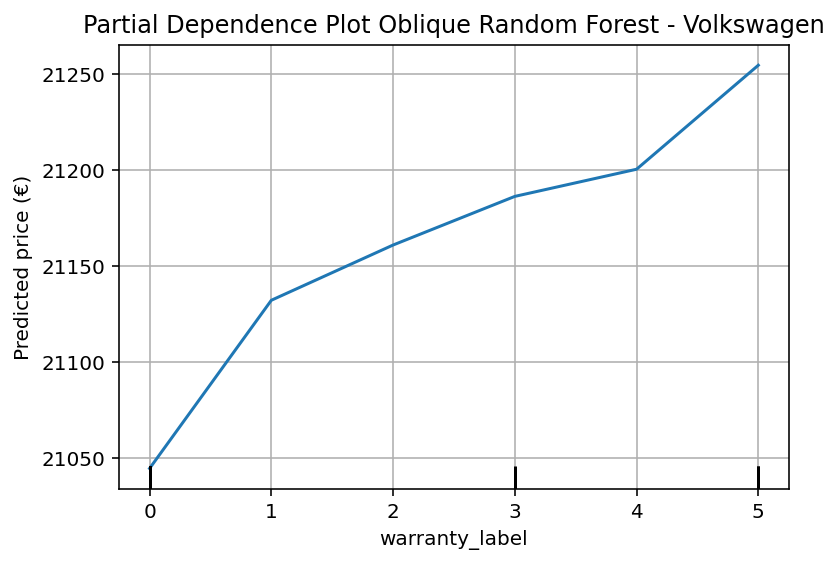 Partial Dependence Plot Oblique Random Forest - Volkswagen
21250
21200
21150
21100
21050
Predicted price (€)
0 1 2 3 4 5
warranty_label